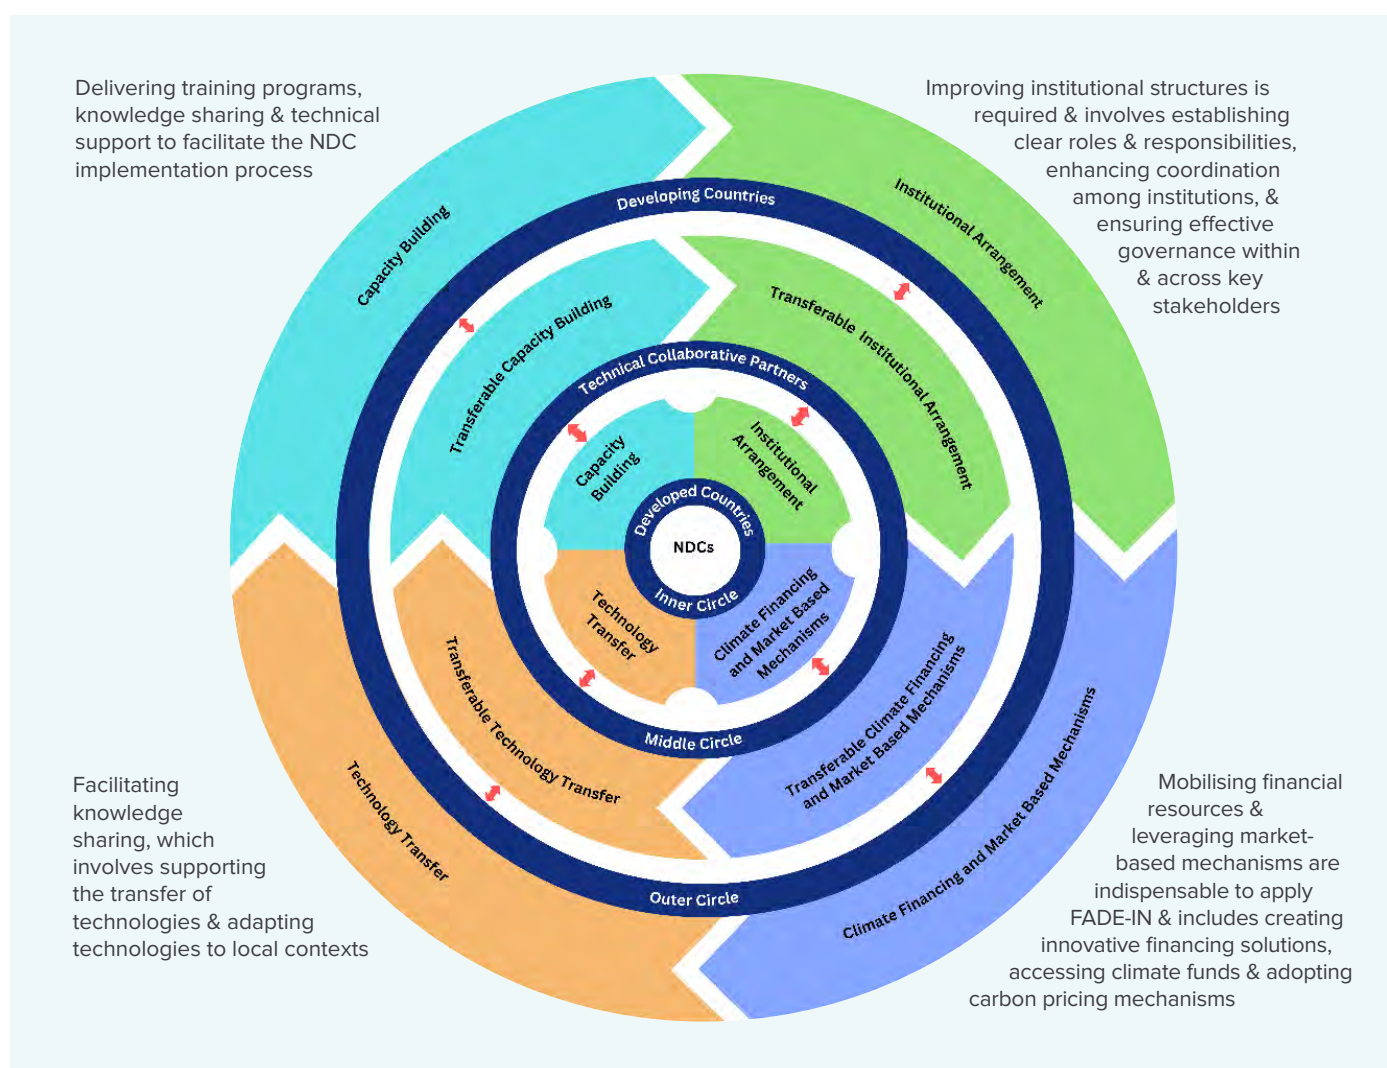 Delivering training programs,
knowledge sharing & technical
support to facilitate the NDC
implementation process
Improving institutional structures is
required & involves establishing
clear roles & responsibilities,
enhancing coordination
among institutions, &
ensuring effective
governance within
& across key
stakeholders
Capacity Building
Institutional Arrangement
Developing Countries
Transferable Capacity Building
Transferable Institutional Arrangement
Technical Collaborative Partners
Capacity
Building
Institutional
Arrangement
Developed Countries
NDCs
Inner Circle
Technology
Transfer
Climate Financing
and Market Based
Mechanisms
Middle Circle
Transferable Technology Transfer
Transferable Climate Financing
and Market Based Mechanisms
Outer Circle
Technology Transfer
Climate Financing and Market Based Mechanisms
Facilitating
knowledge
sharing, which
involves supporting
the transfer of
technologies & adapting
technologies to local contexts
Mobilising financial
resources &
leveraging market-
based mechanisms are
indispensable to apply
FADE-IN & includes creating
innovative financing solutions,
accessing climate funds & adopting
carbon pricing mechanisms